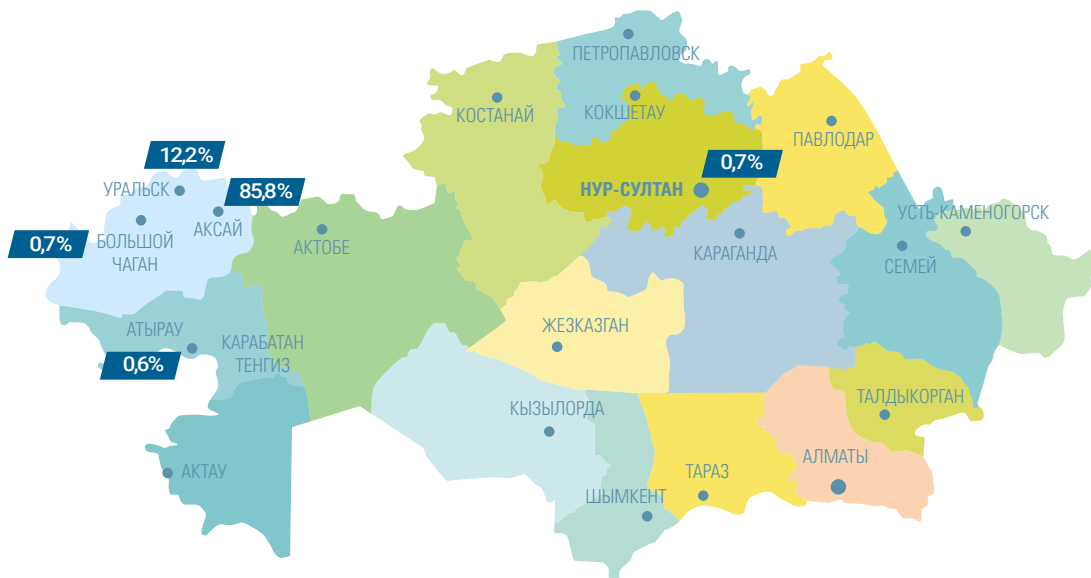 ПЕТРОПАВЛОВСК
КОСТАНАЙ
КОКШЕТАУ
ПАВЛОДАР
12,2%
0,7%
УРАЛЬСК
85,8%
НУР-СУЛТАН
АКСАЙ
УСТЬ-КАМЕНОГОРСК
0,7%
БОЛЬШОЙ
ЧАГАН
АКТОБЕ
КАРАГАНДА
СЕМЕЙ
АТЫРАУ
ЖЕЗКАЗГАН
КАРАБАТАН
ТЕНГИЗ
0,6%
ТАЛДЫКОРГАН
КЫЗЫЛОРДА
АЛМАТЫ
АКТАУ
ТАРАЗ
ШЫМКЕНТ